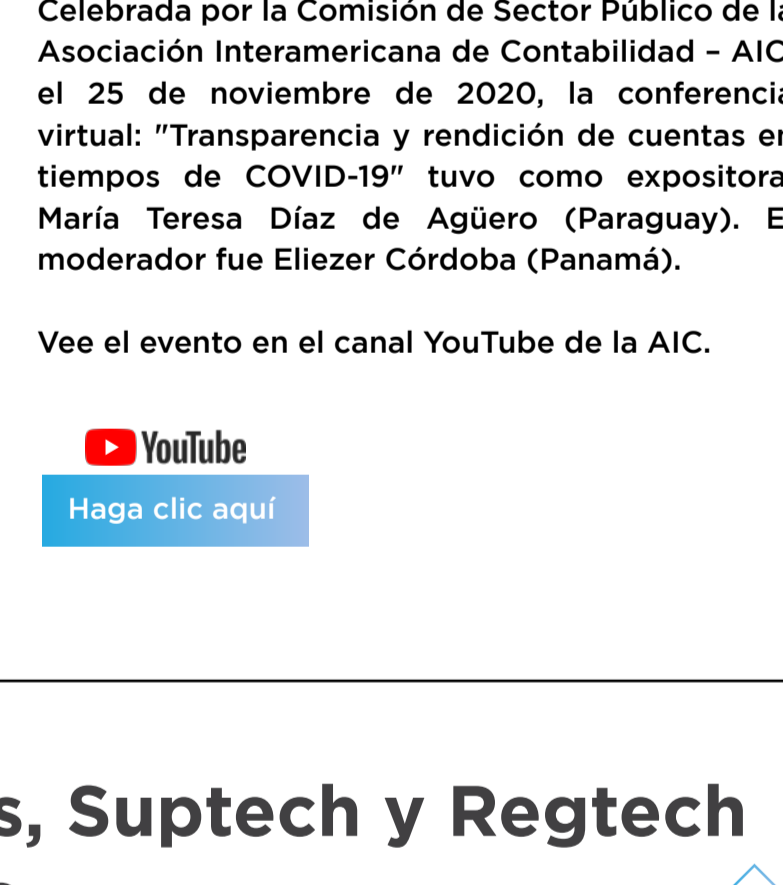 Celebrada por la Comisión de Sector Público de la
Asociación Interamericana de Contabilidad – AIC
el 25 de noviembre de 2020, la conferencia
virtual: "Transparencia y rendición de cuentas en
tiempos de COVID-19" tuvo como expositora
María Teresa Díaz de Agüero (Paraguay). E
moderador fue Eliezer Córdoba (Panamá).
Vee el evento en el canal YouTube de la AIC.
YouTube
Haga clic aquí
s, Suptech y Regtech